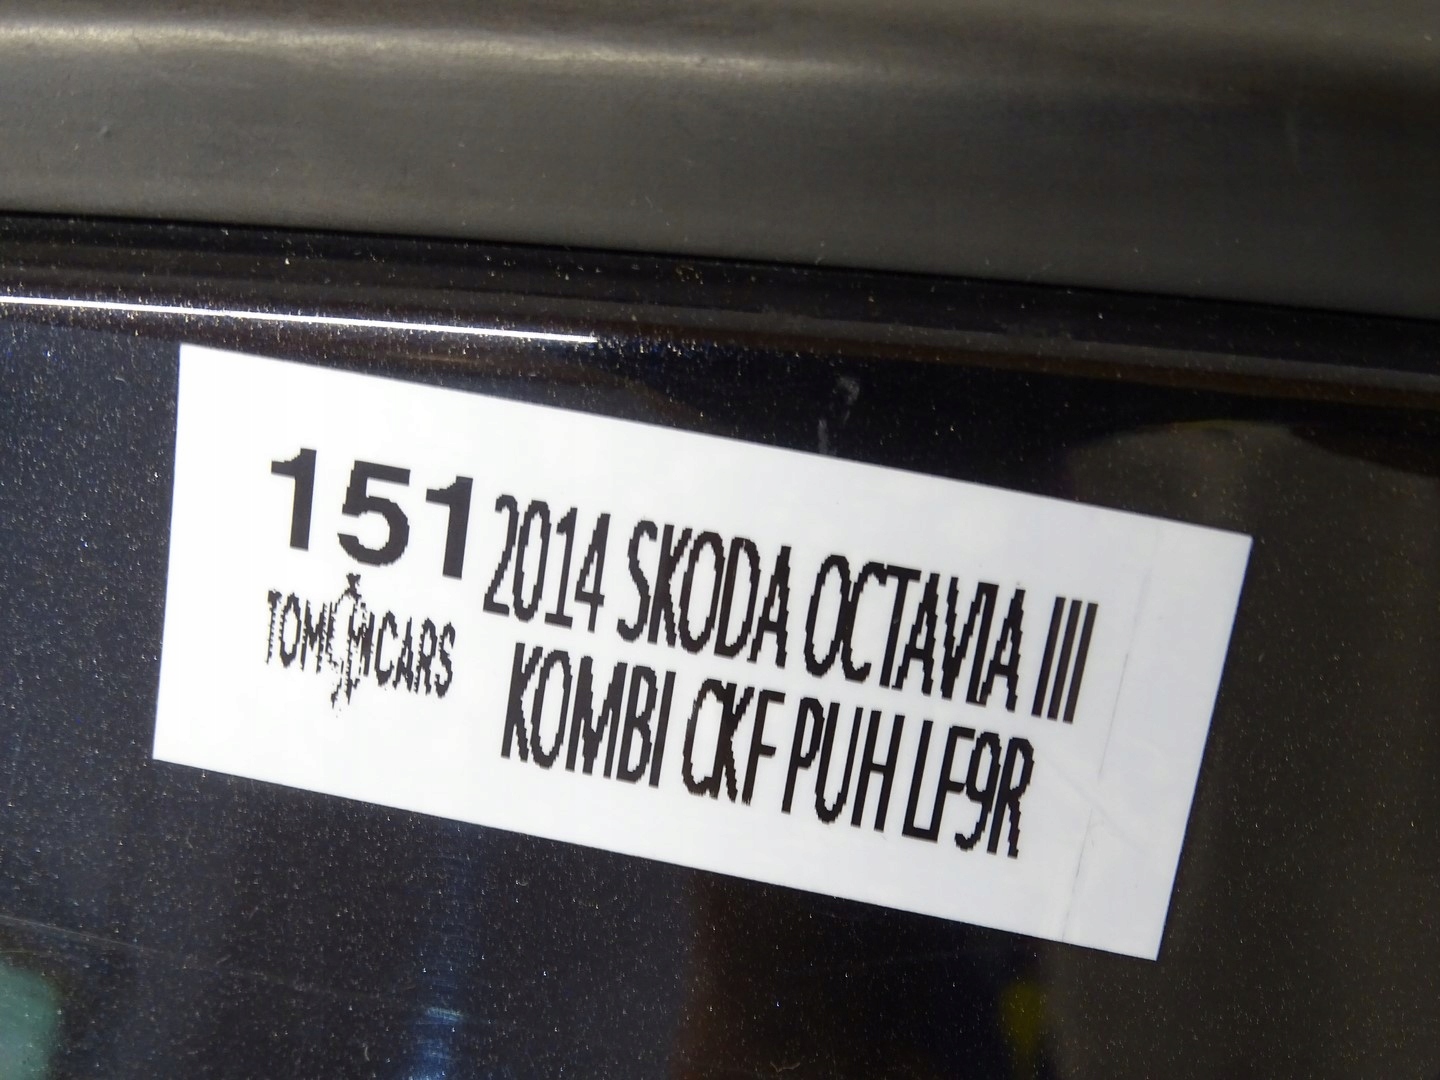 151 2014 SKODA OCTAVIA III
TOM CARS
KOMBI CKF PUH LF9R